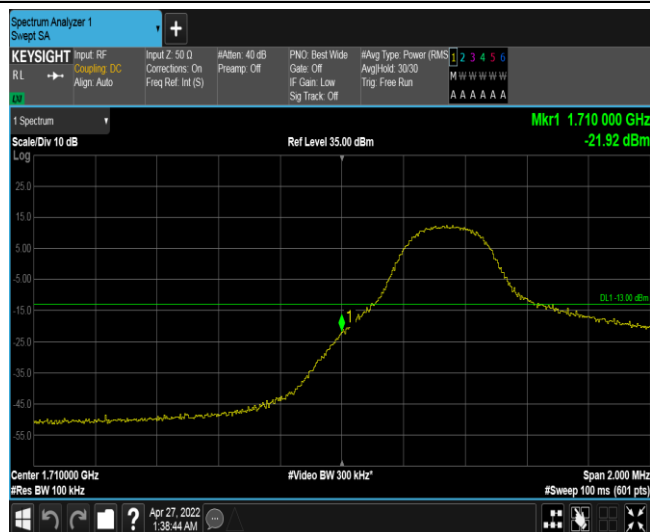 Spectrum Analyzer 1
Swept SA
+
KEYSIGHT
RL
Input: RF
Coupling: DC
Align: Auto
Input Z: 50 Ω
Corrections: On
Freq Ref: Int (S)
#Atten: 40 dB
Preamp: Off
PNO: Best Wide
Gate: Off
IF Gain: Low
Sig Track: Off
#Avg Type: Power (RMS
Avg|Hold: 30/30
Trig: Free Run
1 2 3 4 5 6
M W W W W W
A A A A A A
1 Spectrum
Mkr1 1.710 000 GHz
-21.92 dBm
Scale/Div 10 dB
Ref Level 35.00 dBm
Log
25.0
15.0
5.00
-5.00
DL1 -13.00 dBm
-15.0
1
-25.0
-35.0
-45.0
-55.0
Center 1.710000 GHz
#Video BW 300 kHz*
Span 2.000 MHz
#Res BW 100 kHz
#Sweep 100 ms (601 pts)
?
Apr 27, 2022
1:38:44 AM